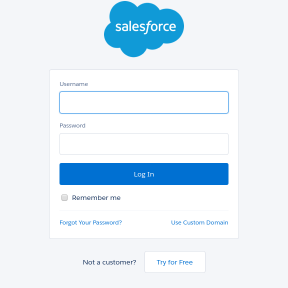 salesforce
Username
Password
Log In
Remember me
Forgot Your Password? Use Custom Domain
Not a customer? Try for Free